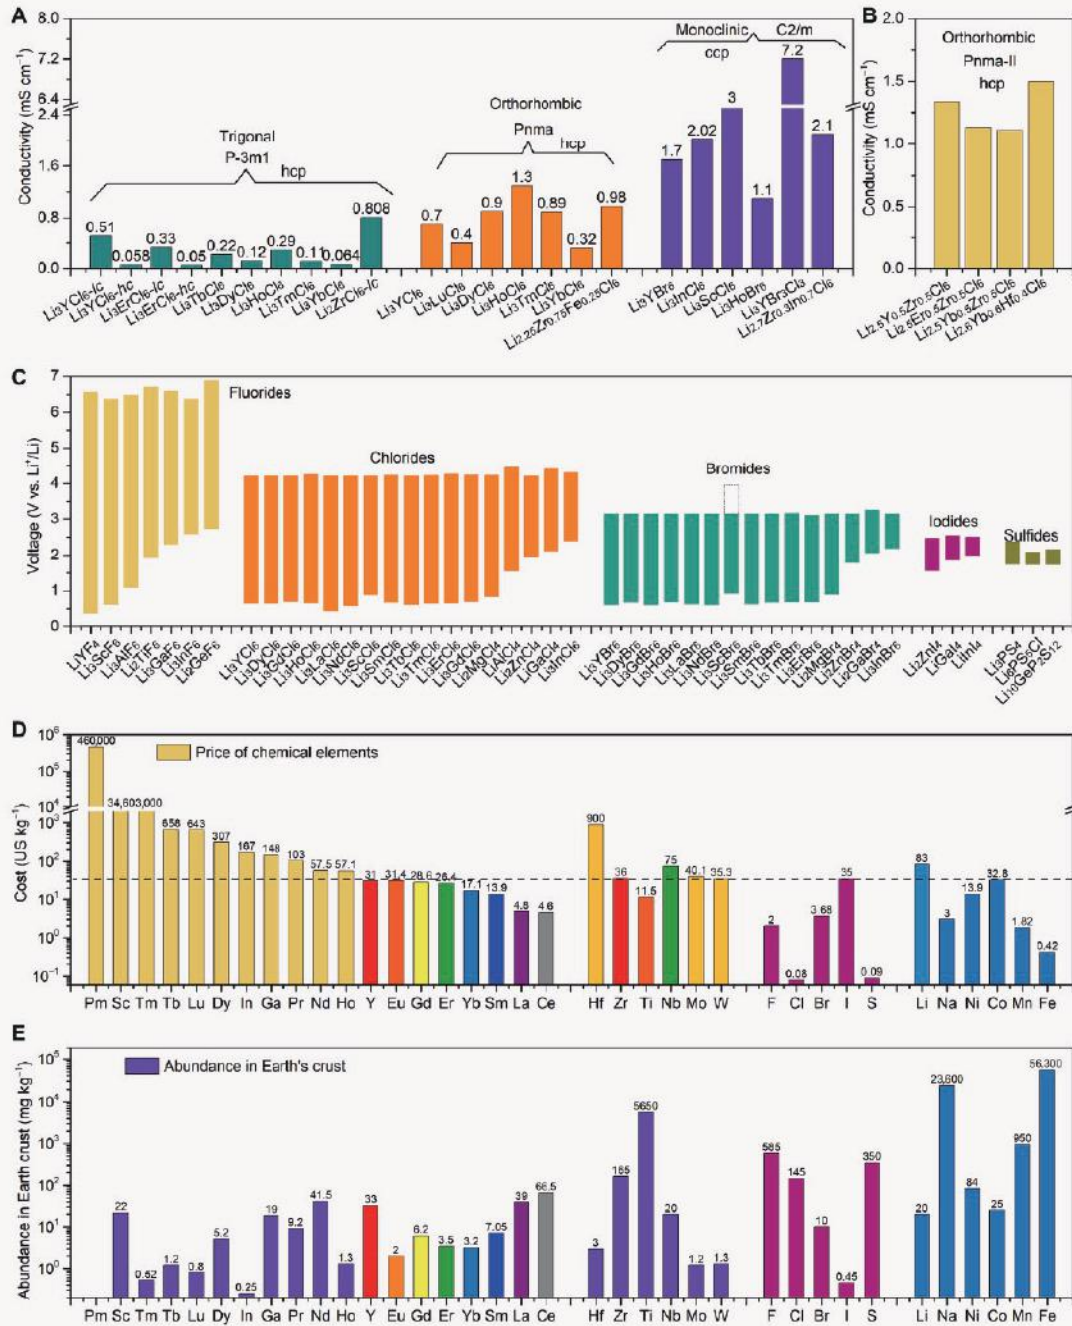 A
Conductivity (mS cm⁻¹)
8.0
7.2
6.4
2.4
1.6
0.8
0.0
Trigonal
P-3m1
hcp
0.51
0.058
0.33
0.05
0.22
0.12
0.29
0.11
0.064
0.808
Li₃YCl₆-lc
Li₃YCl₆-hc
Li₃ErCl₆-lc
Li₃ErCl₆-hc
Li₃TbCl₆
Li₃DyCl₆
Li₃HoCl₆
Li₃TmCl₆
Li₃YbCl₆
Li₂ZrCl₆-lc
Orthorhombic
Pnma
hcp
0.7
0.4
0.9
1.3
0.89
0.32
0.98
Li₃YCl₆
Li₃LuCl₆
Li₃DyCl₆
Li₃HoCl₆
Li₃TmCl₆
Li₃YbCl₆
Li₂.₂₅Zr₀.₇₅Fe₀.₂₅Cl₆
Monoclinic C2/m
ccp
1.7
2.02
3
1.1
7.2
2.1
Li₃YBr₆
Li₃InCl₆
Li₃ScCl₆
Li₃HoBr₆
Li₃YBr₃Cl₃
Li₂.₇Zr₀.₃In₀.₇Cl₆
B
Conductivity (mS cm⁻¹)
2.0
1.5
1.0
0.5
0.0
Orthorhombic
Pnma-II
hcp
Li₂.₅Y₀.₅Zr₀.₅Cl₆
Li₂.₅Er₀.₅Zr₀.₅Cl₆
Li₂.₅Yb₀.₅Zr₀.₅Cl₆
Li₂.₆Yb₀.₆Hf₀.₄Cl₆
C
Voltage (V vs. Li⁺/Li)
7
6
5
4
3
2
1
0
Fluorides
Chlorides
Bromides
Iodides
Sulfides
LiYF₄
Li₃ScF₆
Li₃AlF₆
Li₂TiF₆
Li₃GaF₆
Li₃InF₆
Li₂GeF₆
Li₃YCl₆
Li₃DyCl₆
Li₃GdCl₆
Li₃HoCl₆
Li₃LaCl₆
Li₃NdCl₆
Li₃ScCl₆
Li₃SmCl₆
Li₃TbCl₆
Li₃TmCl₆
Li₃ErCl₆
Li₃GdCl₆
Li₂MgCl₄
LiAlCl₄
Li₂ZnCl₄
LiGaCl₄
Li₃InCl₆
Li₃YBr₆
Li₃DyBr₆
Li₃GdBr₆
Li₃HoBr₆
Li₃LaBr₆
Li₃NdBr₆
Li₃ScBr₆
Li₃SmBr₆
Li₃TbBr₆
Li₃TmBr₆
Li₃ErBr₆
Li₂MgBr₄
Li₂ZnBr₄
Li₂GaBr₄
Li₃InBr₆
Li₂ZnI₄
LiGaI₄
LiInI₄
Li₃PS₄
Li₆PS₅Cl
Li₁₀GeP₂S₁₂
D
Cost (US kg⁻¹)
10⁶
10⁵
10⁴
10³
10²
10¹
10⁰
10⁻¹
Price of chemical elements
460,000
34,60
3,000
658
643
307
167
148
103
57.5
57.1
31
31.4
28.6
26.4
17.1
13.9
4.8
4.6
900
36
11.5
75
40.1
35.3
2
0.08
3.68
35
0.09
83
3
13.9
32.8
1.82
0.42
Pm Sc Tm Tb Lu Dy In Ga Pr Nd Ho Y Eu Gd Er Yb Sm La Ce Hf Zr Ti Nb Mo W F Cl Br I S Li Na Ni Co Mn Fe
E
Abundance in Earth crust (mg kg⁻¹)
10⁵
10⁴
10³
10²
10¹
10⁰
Abundance in Earth's crust
22
0.52
1.2
0.8
5.2
0.25
19
9.2
41.5
1.3
33
2
6.2
3.5
3.2
7.05
39
66.5
3
165
5650
20
1.2
1.3
585
145
10
0.45
350
20
23,600
84
25
950
56,300
Pm Sc Tm Tb Lu Dy In Ga Pr Nd Ho Y Eu Gd Er Yb Sm La Ce Hf Zr Ti Nb Mo W F Cl Br I S Li Na Ni Co Mn Fe